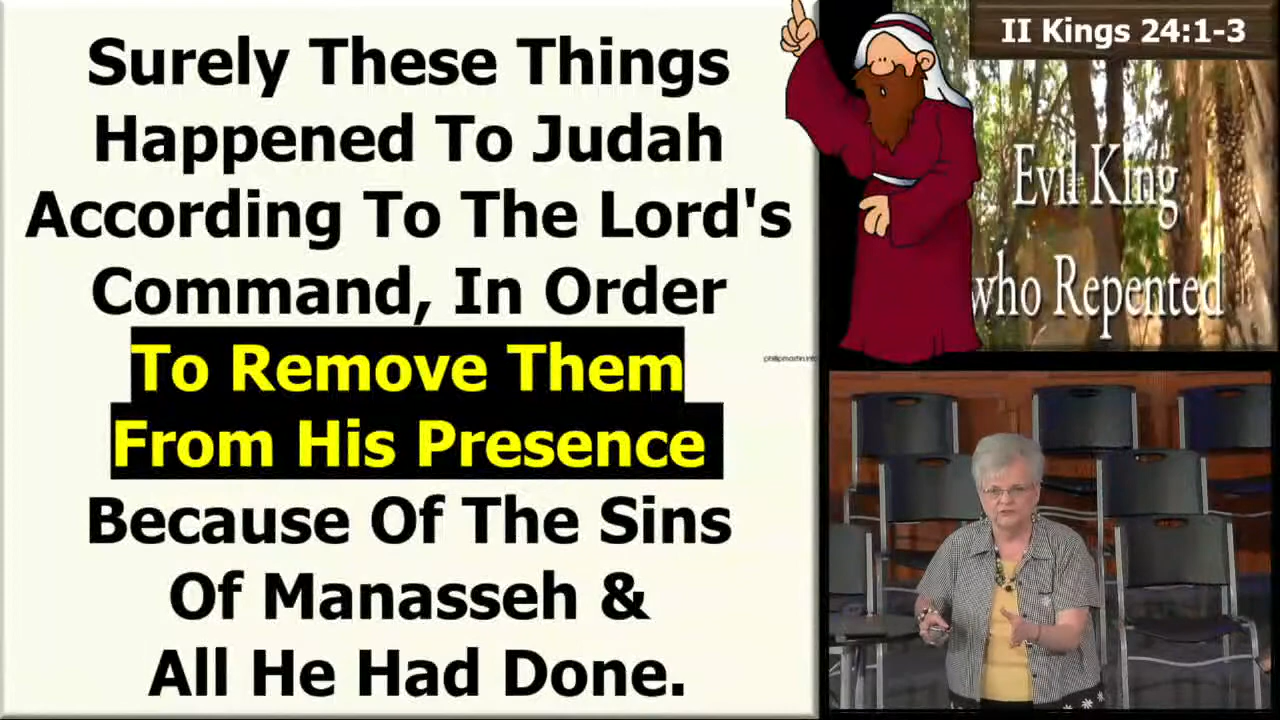 Surely These Things
Happened To Judah
According To The Lord's
Command, In Order
To Remove Them
From His Presence
Because Of The Sins
Of Manasseh &
All He Had Done.
II Kings 24:1-3
Evil King
who Repented
philipmartin.info